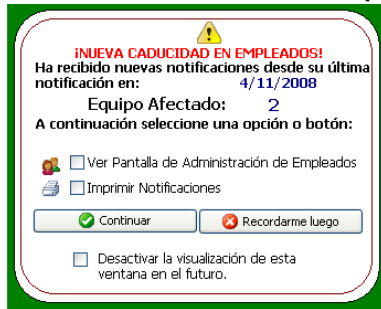 ¡NUEVA CADUCIDAD EN EMPLEADOS!
Ha recibido nuevas notificaciones desde su última
notificación en: 4/11/2008
Equipo Afectado: 2
A continuación seleccione una opción o botón:
Ver Pantalla de Administración de Empleados
Imprimir Notificaciones
Continuar Recordarme luego
Desactivar la visualización de esta
ventana en el futuro.